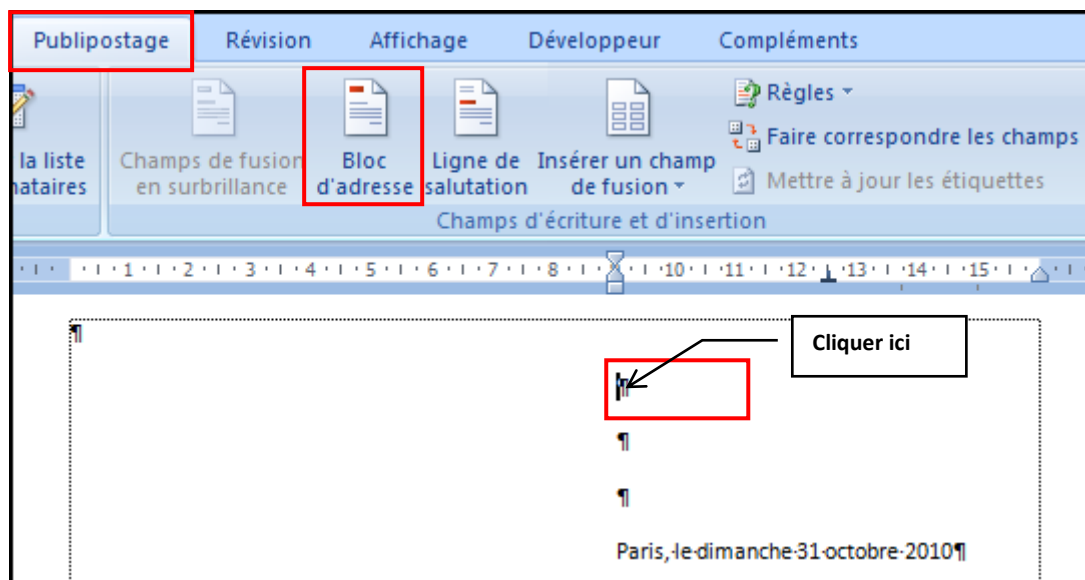 Publipostage Révision Affichage Développeur Compléments
Règles
Faire correspondre les champs
la liste Champs de fusion Bloc Ligne de Insérer un champ
nataires en surbrillance d'adresse salutation de fusion Mettre à jour les étiquettes
Champs d'écriture et d'insertion
1 2 3 4 5 6 7 8 10 11 12 13 14 15
¶
Cliquer ici
¶
¶
¶
Paris, le dimanche 31 octobre 2010¶